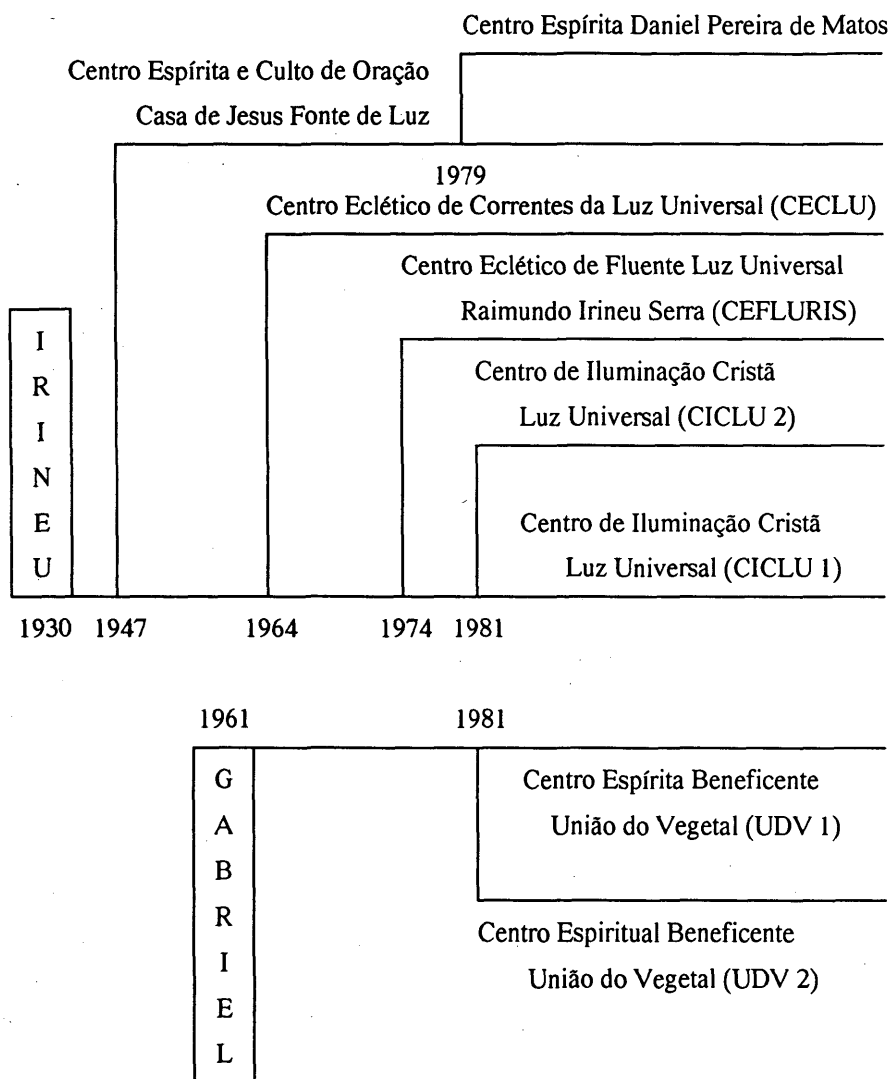 Centro Espírita Daniel Pereira de Matos
Centro Espírita e Culto de Oração
Casa de Jesus Fonte de Luz
1979
Centro Eclético de Correntes da Luz Universal (CECLU)
Centro Eclético de Fluente Luz Universal
Raimundo Irineu Serra (CEFLURIS)
Centro de Iluminação Cristã
Luz Universal (CICLU 2)
Centro de Iluminação Cristã
Luz Universal (CICLU 1)
I
R
I
N
E
U
1930 1947 1964 1974 1981
1961 1981
G
A
B
R
I
E
L
Centro Espírita Beneficente
União do Vegetal (UDV 1)
Centro Espiritual Beneficente
União do Vegetal (UDV 2)